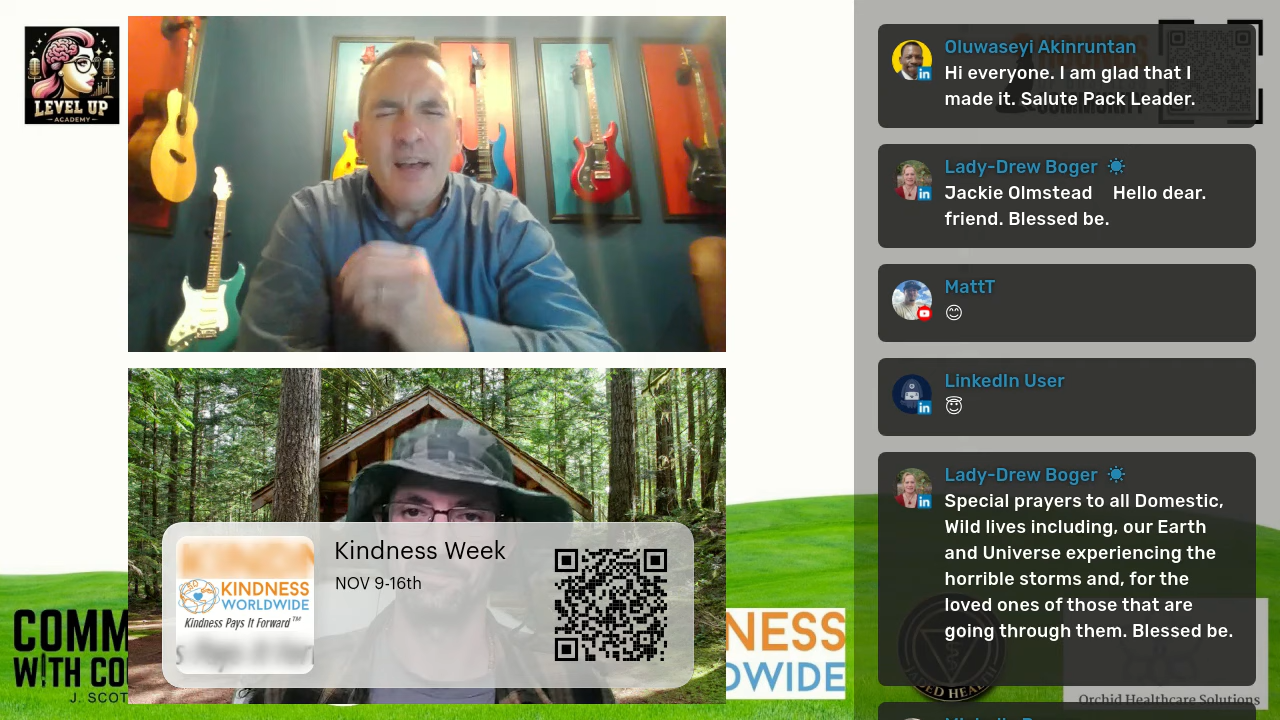 LEVEL UP
ACADEMY
Oluwaseyi Akinruntan
Hi everyone. I am glad that I
made it. Salute Pack Leader.
Lady-Drew Boger
Jackie Olmstead Hello dear.
friend. Blessed be.
MattT
😊
LinkedIn User
😇
Lady-Drew Boger
Special prayers to all Domestic,
Wild lives including, our Earth
and Universe experiencing the
horrible storms and, for the
loved ones of those that are
going through them. Blessed be.
Kindness Week
NOV 9-16th
KINDNESS
WORLDWIDE
Kindness Pays It Forward™
COMM
WITH CO
J. SCOT
NESS
DWIDE
Orchid Healthcare Solutions